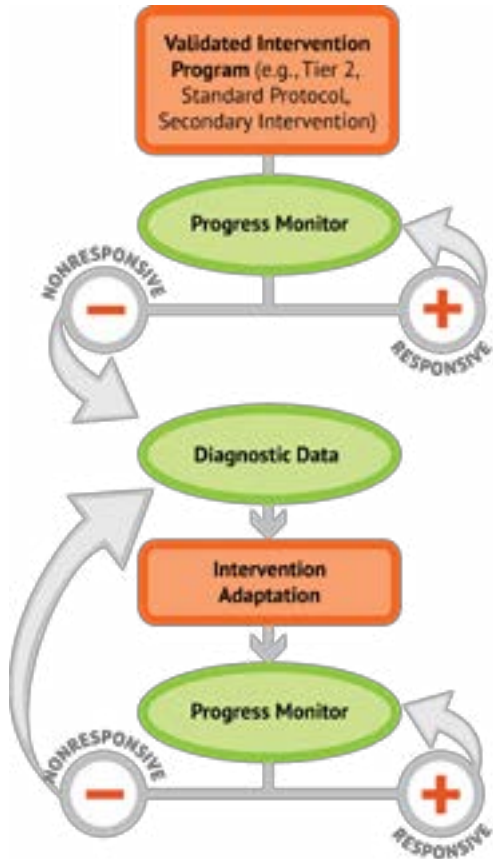 Validated Intervention
Program (e.g., Tier 2,
Standard Protocol,
Secondary Intervention)
Progress Monitor
NONRESPONSIVE
RESPONSIVE
Diagnostic Data
Intervention
Adaptation
Progress Monitor
NONRESPONSIVE
RESPONSIVE